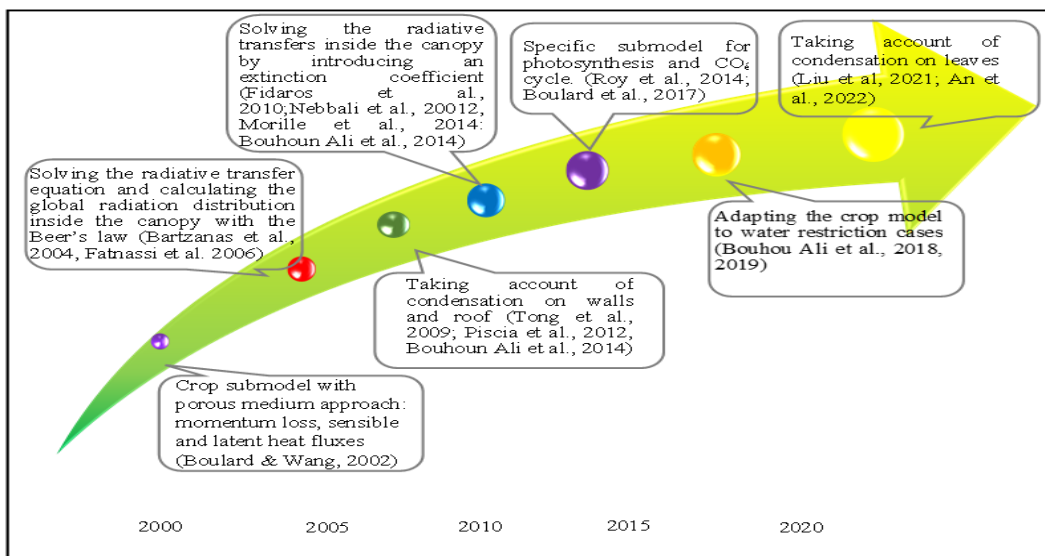 Solving the radiative
transfers inside the canopy
by introducing an
extinction coefficient
(Fidaros et al.,
2010;Nebbali et al., 20012,
Morille et al., 2014:
Bouhoun Ali et al., 2014)
Specific submodel for
photosynthesis and CO₆
cycle. (Roy et al., 2014;
Boulard et al., 2017)
Taking account of
condensation on leaves
(Liu et al, 2021; An et
al., 2022)
Solving the radiative transfer
equation and calculating the
global radiation distribution
inside the canopy with the
Beer's law (Bartzanas et al.,
2004, Fatnassi et al. 2006)
Adapting the crop model
to water restriction cases
(Bouhou Ali et al., 2018,
2019)
Taking account of
condensation on walls
and roof (Tong et al.,
2009; Piscia et al., 2012,
Bouhoun Ali et al., 2014)
Crop submodel with
porous medium approach:
momentum loss, sensible
and latent heat fluxes
(Boulard & Wang, 2002)
2000 2005 2010 2015 2020